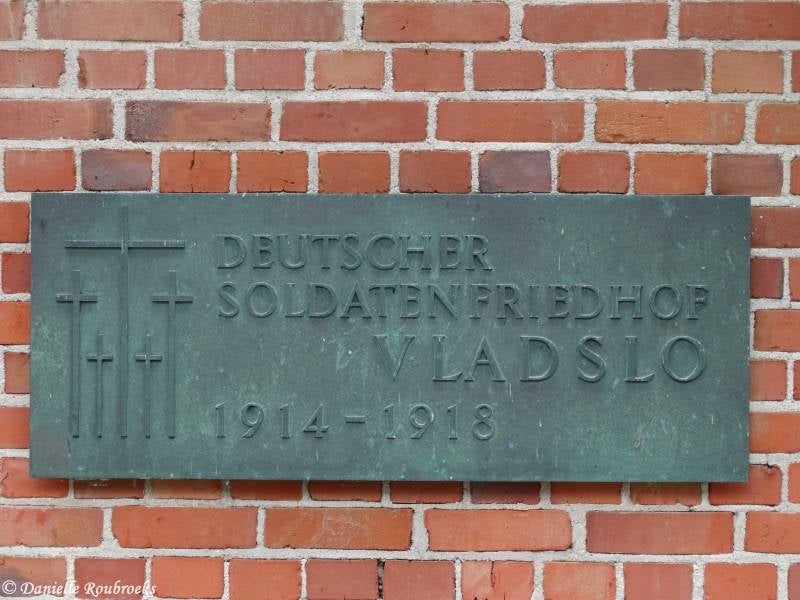 DEUTSCHER
SOLDATENFRIEDHOF
VLADSLO
1914 - 1918
© Danielle Roubroeks